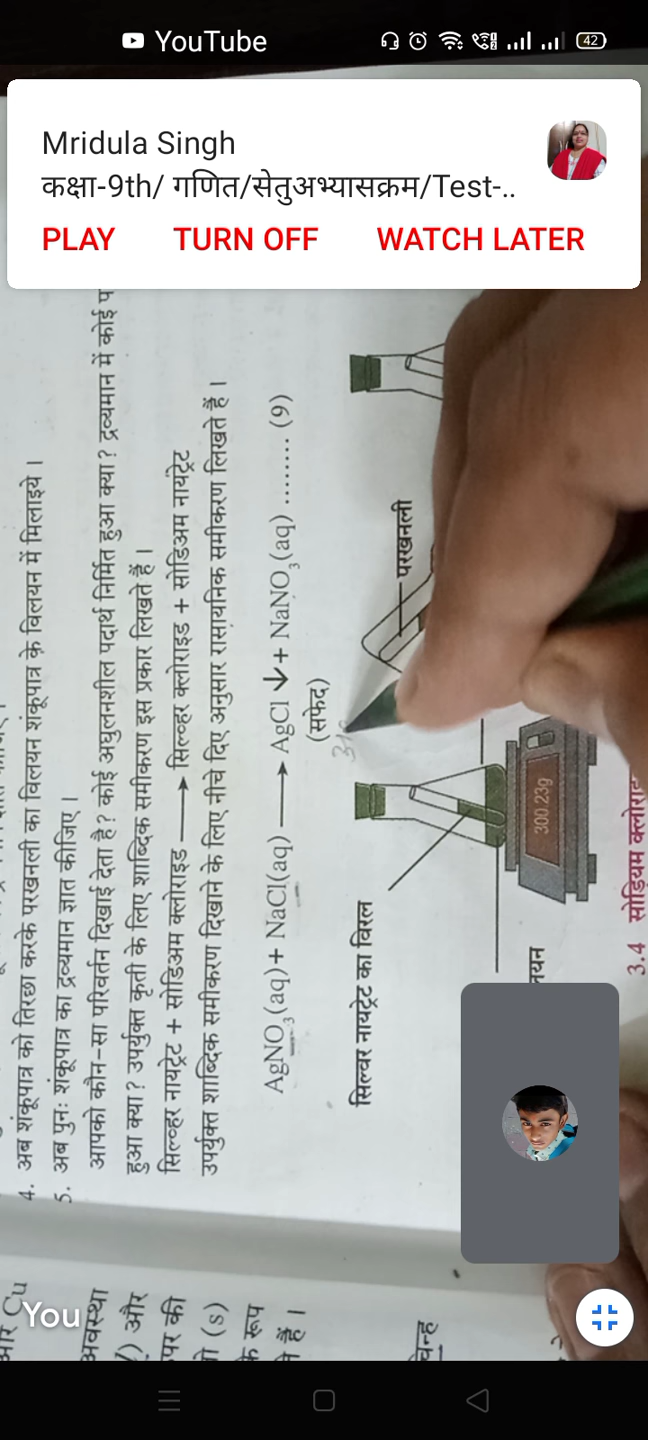 YouTube
42
Mridula Singh
कक्षा-9th/ गणित/सेतुअभ्यासक्रम/Test-..
PLAY TURN OFF WATCH LATER
4. अब शंकूपात्र को तिरछा करके परखनली का विलयन शंकूपात्र के विलयन में मिलाइये ।
5. अब पुनः शंकूपात्र का द्रव्यमान ज्ञात कीजिए ।
आपको कौन-सा परिवर्तन दिखाई देता है? कोई अघुलनशील पदार्थ निर्मित हुआ क्या? द्रव्यमान में कोई
हुआ क्या? उपर्युक्त कृती के लिए शाब्दिक समीकरण इस प्रकार लिखते हैं ।
सिल्व्हर नायट्रेट + सोडिअम क्लोराइड ⟶ सिल्व्हर क्लोराइड + सोडिअम नायट्रेट
उपर्युक्त शाब्दिक समीकरण दिखाने के लिए नीचे दिए अनुसार रासायनिक समीकरण लिखते हैं ।
AgNO₃(aq)+ NaCl(aq) ⟶ AgCl ↓+ NaNO₃(aq) ........ (9)
(सफेद)
सिल्वर नायट्रेट का विरल
परखनली
300.23g
3.4 सोडियम
Cu
अवस्था
और
पर की
(s)
रूप
हैं ।
You